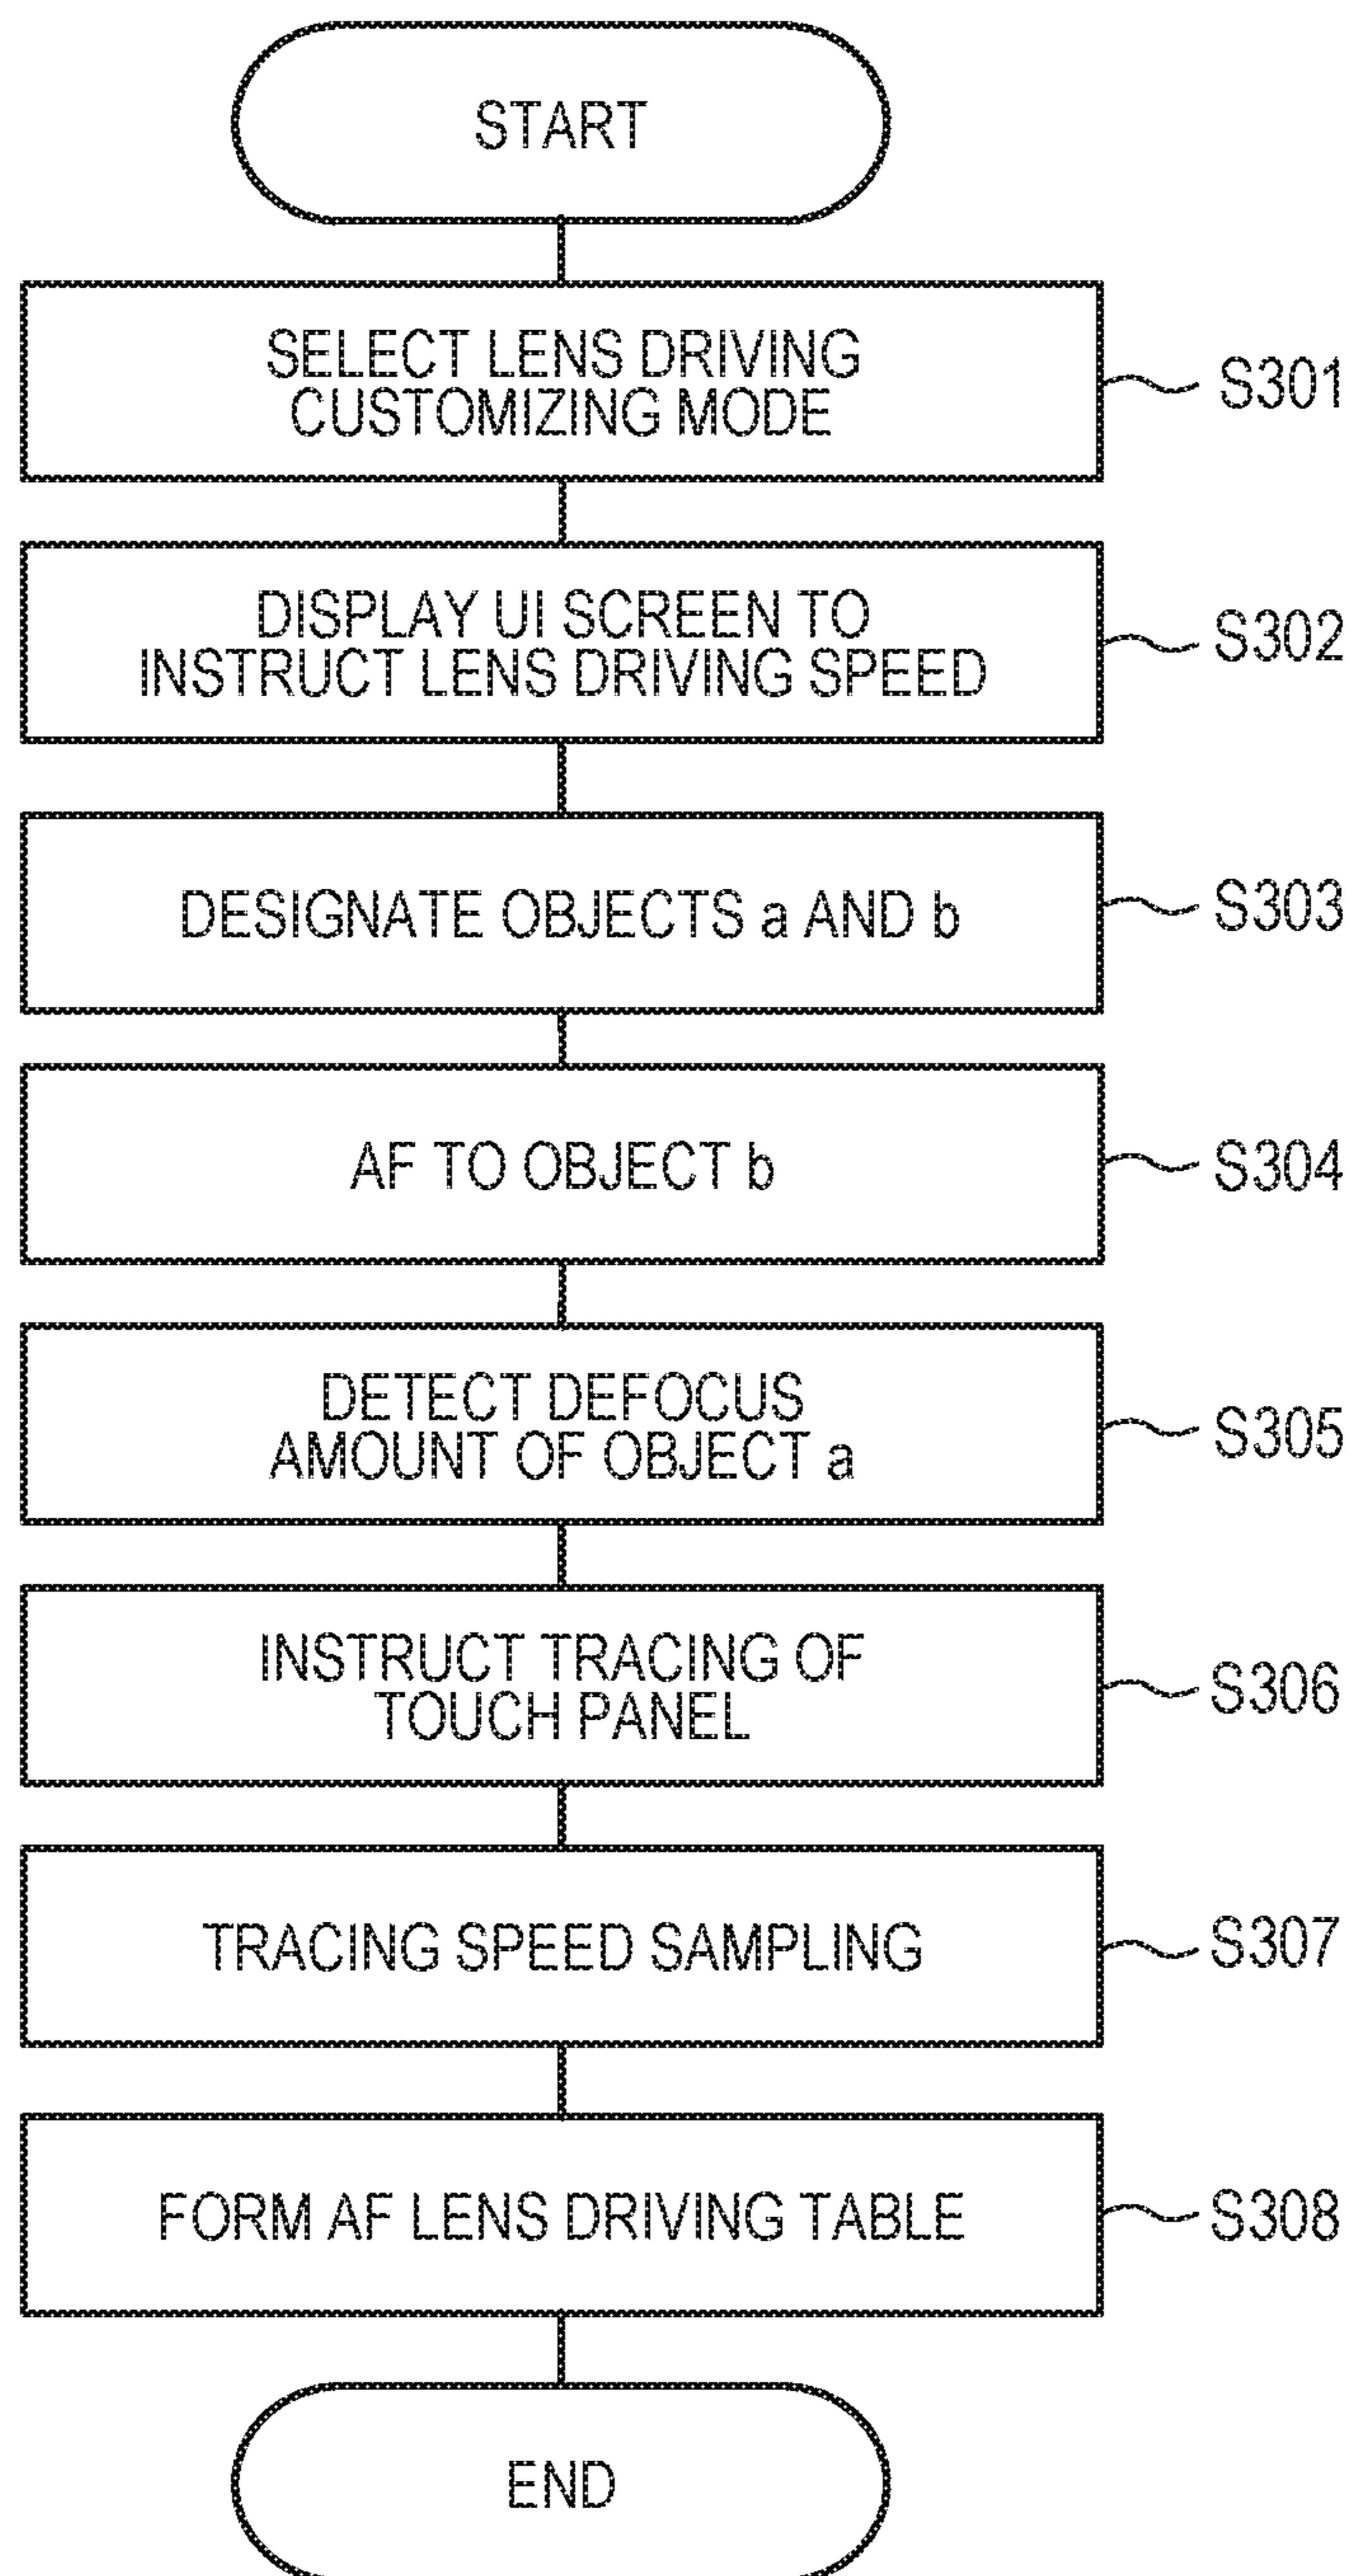 START
SELECT LENS DRIVING
CUSTOMIZING MODE
S301
DISPLAY UI SCREEN TO
INSTRUCT LENS DRIVING SPEED
S302
DESIGNATE OBJECTS a AND b
S303
AF TO OBJECT b
S304
DETECT DEFOCUS
AMOUNT OF OBJECT a
S305
INSTRUCT TRACING OF
TOUCH PANEL
S306
TRACING SPEED SAMPLING
S307
FORM AF LENS DRIVING TABLE
S308
END